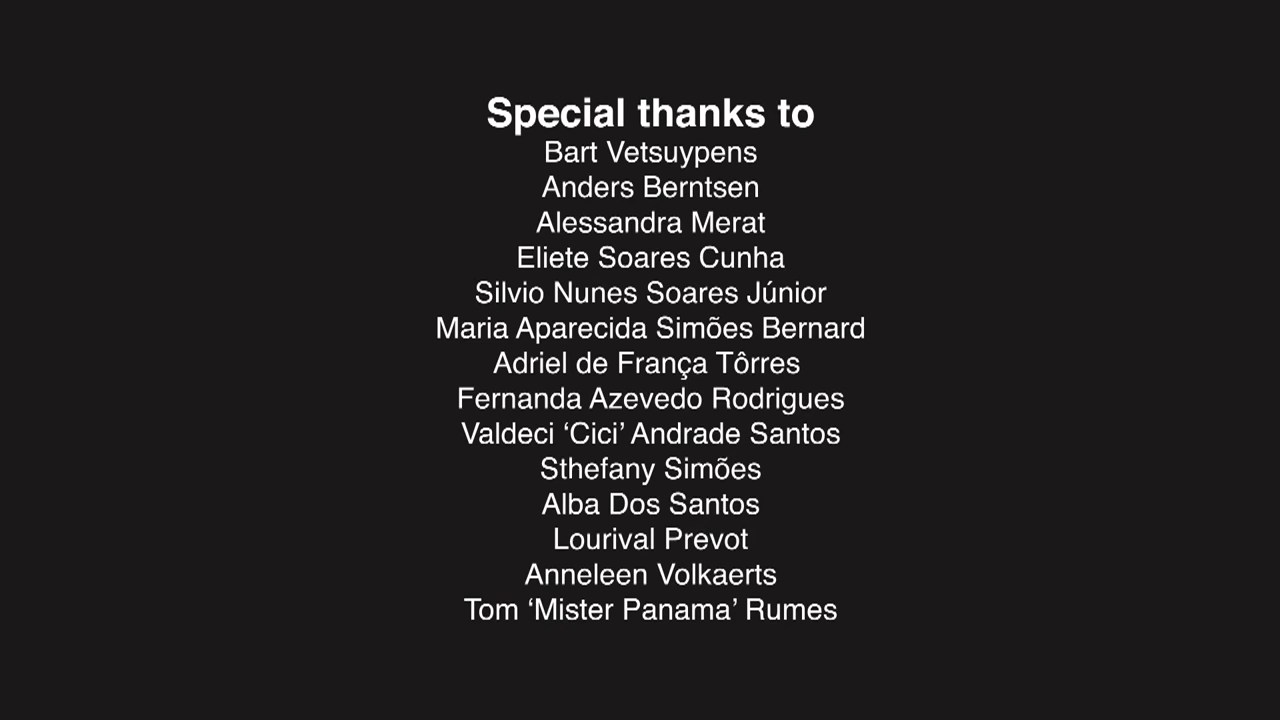 Special thanks to
Bart Vetsuypens
Anders Berntsen
Alessandra Merat
Eliete Soares Cunha
Silvio Nunes Soares Júnior
Maria Aparecida Simões Bernard
Adriel de França Tôrres
Fernanda Azevedo Rodrigues
Valdeci ‘Cici’ Andrade Santos
Sthefany Simões
Alba Dos Santos
Lourival Prevot
Anneleen Volkaerts
Tom ‘Mister Panama’ Rumes